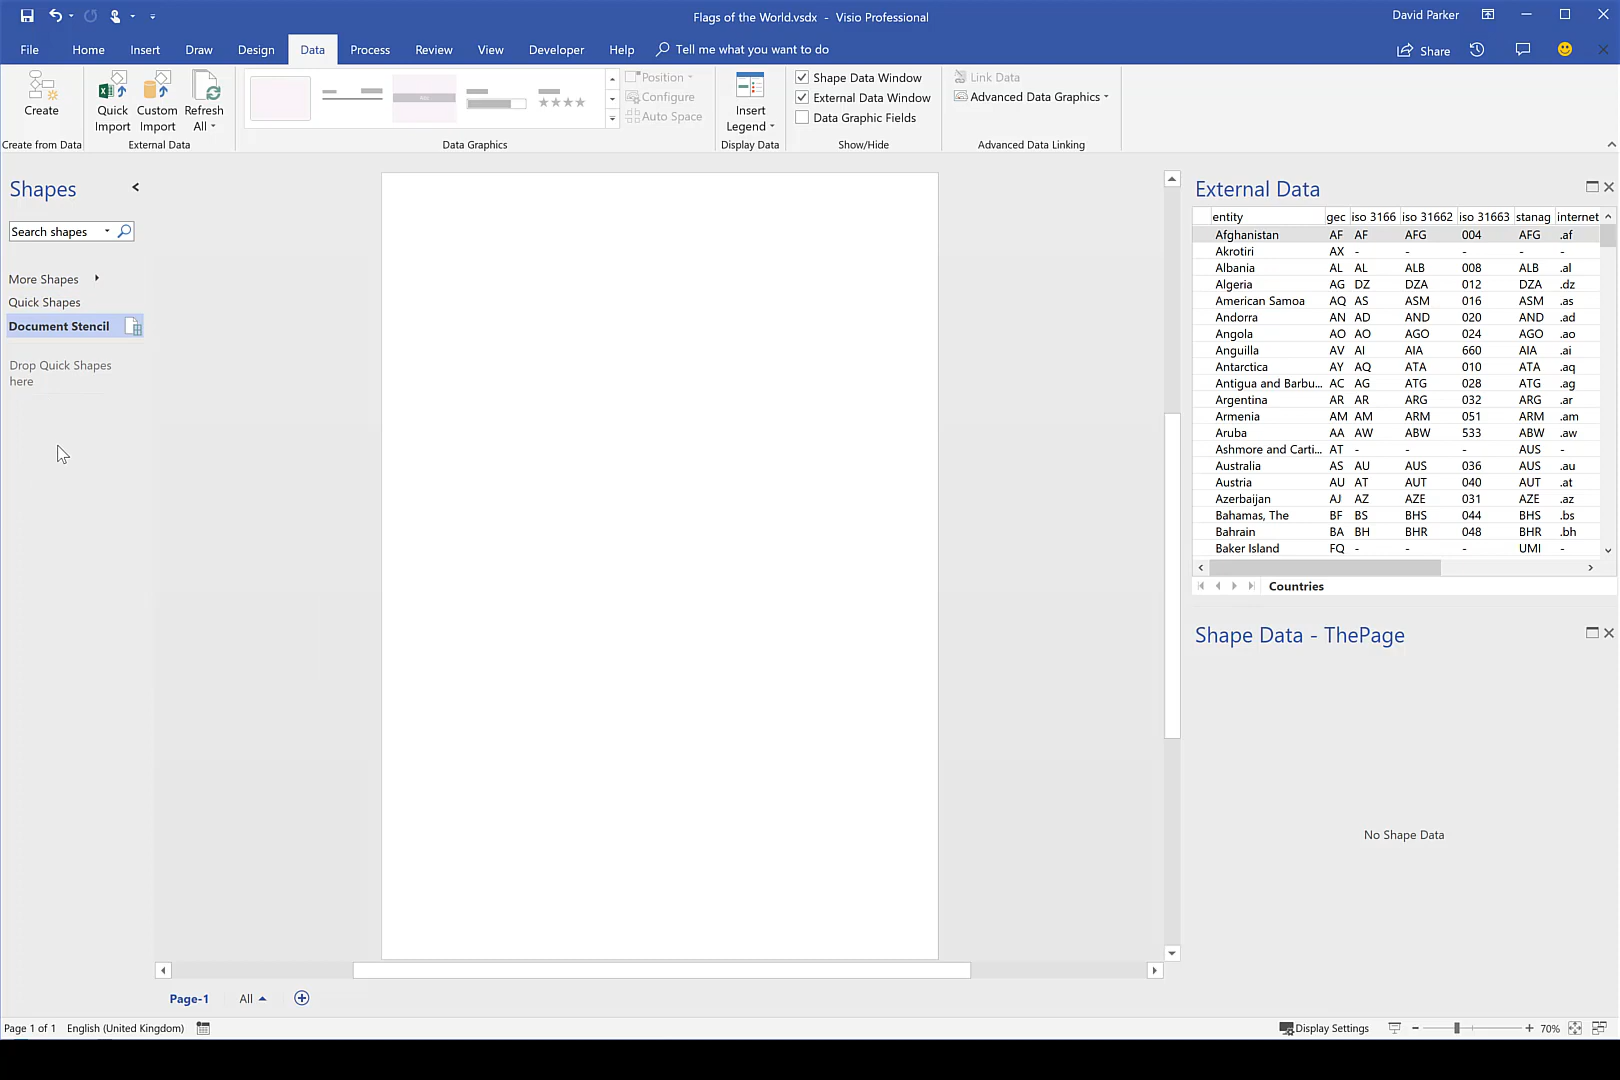 Flags of the World.vsdx - Visio Professional
David Parker
File Home Insert Draw Design Data Process Review View Developer Help Tell me what you want to do
Share
Create
Quick Import
Custom Import
Refresh All
Position
Configure
Auto Space
Insert Legend
Shape Data Window
External Data Window
Data Graphic Fields
Link Data
Advanced Data Graphics
Create from Data
External Data
Data Graphics
Display Data
Show/Hide
Advanced Data Linking
Shapes
Search shapes
More Shapes
Quick Shapes
Document Stencil
Drop Quick Shapes
here
External Data
entity gec iso 3166 iso 31662 iso 31663 stanag internet
Afghanistan AF AF AFG 004 AFG .af
Akrotiri AX - - - - -
Albania AL AL ALB 008 ALB .al
Algeria AG DZ DZA 012 DZA .dz
American Samoa AQ AS ASM 016 ASM .as
Andorra AN AD AND 020 AND .ad
Angola AO AO AGO 024 AGO .ao
Anguilla AV AI AIA 660 AIA .ai
Antarctica AY AQ ATA 010 ATA .aq
Antigua and Barbu... AC AG ATG 028 ATG .ag
Argentina AR AR ARG 032 ARG .ar
Armenia AM AM ARM 051 ARM .am
Aruba AA AW ABW 533 ABW .aw
Ashmore and Carti... AT - - - AUS -
Australia AS AU AUS 036 AUS .au
Austria AU AT AUT 040 AUT .at
Azerbaijan AJ AZ AZE 031 AZE .az
Bahamas, The BF BS BHS 044 BHS .bs
Bahrain BA BH BHR 048 BHR .bh
Baker Island FQ - - - UMI -
Countries
Shape Data - ThePage
No Shape Data
Page-1 All
Page 1 of 1 English (United Kingdom)
Display Settings
70%